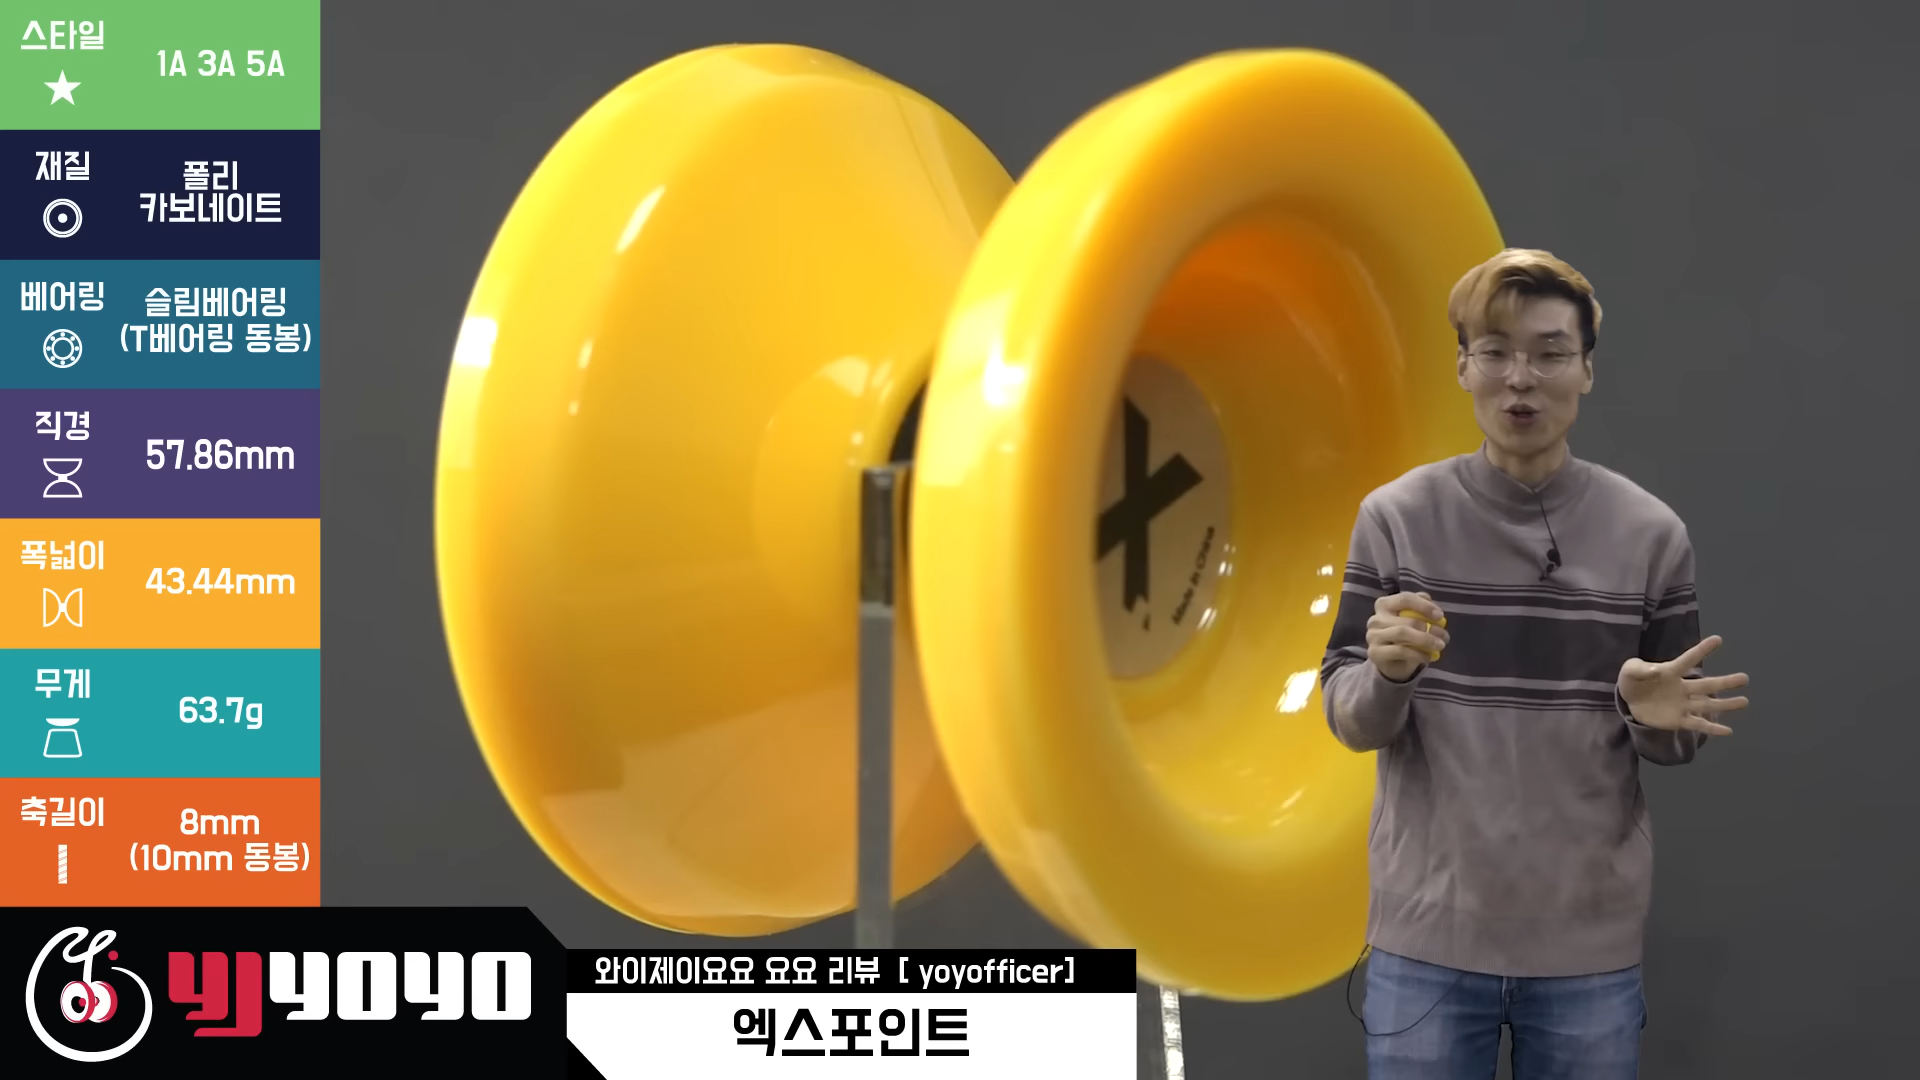 스타일
1A 3A 5A
재질
폴리
카보네이트
베어링
슬림베어링
(T베어링 동봉)
직경
57.86mm
폭넓이
43.44mm
무게
63.7g
축길이
8mm
(10mm 동봉)
yjyoyo
와이제이요요 요요 리뷰 [ yoyofficer]
엑스포인트
X
Made in China